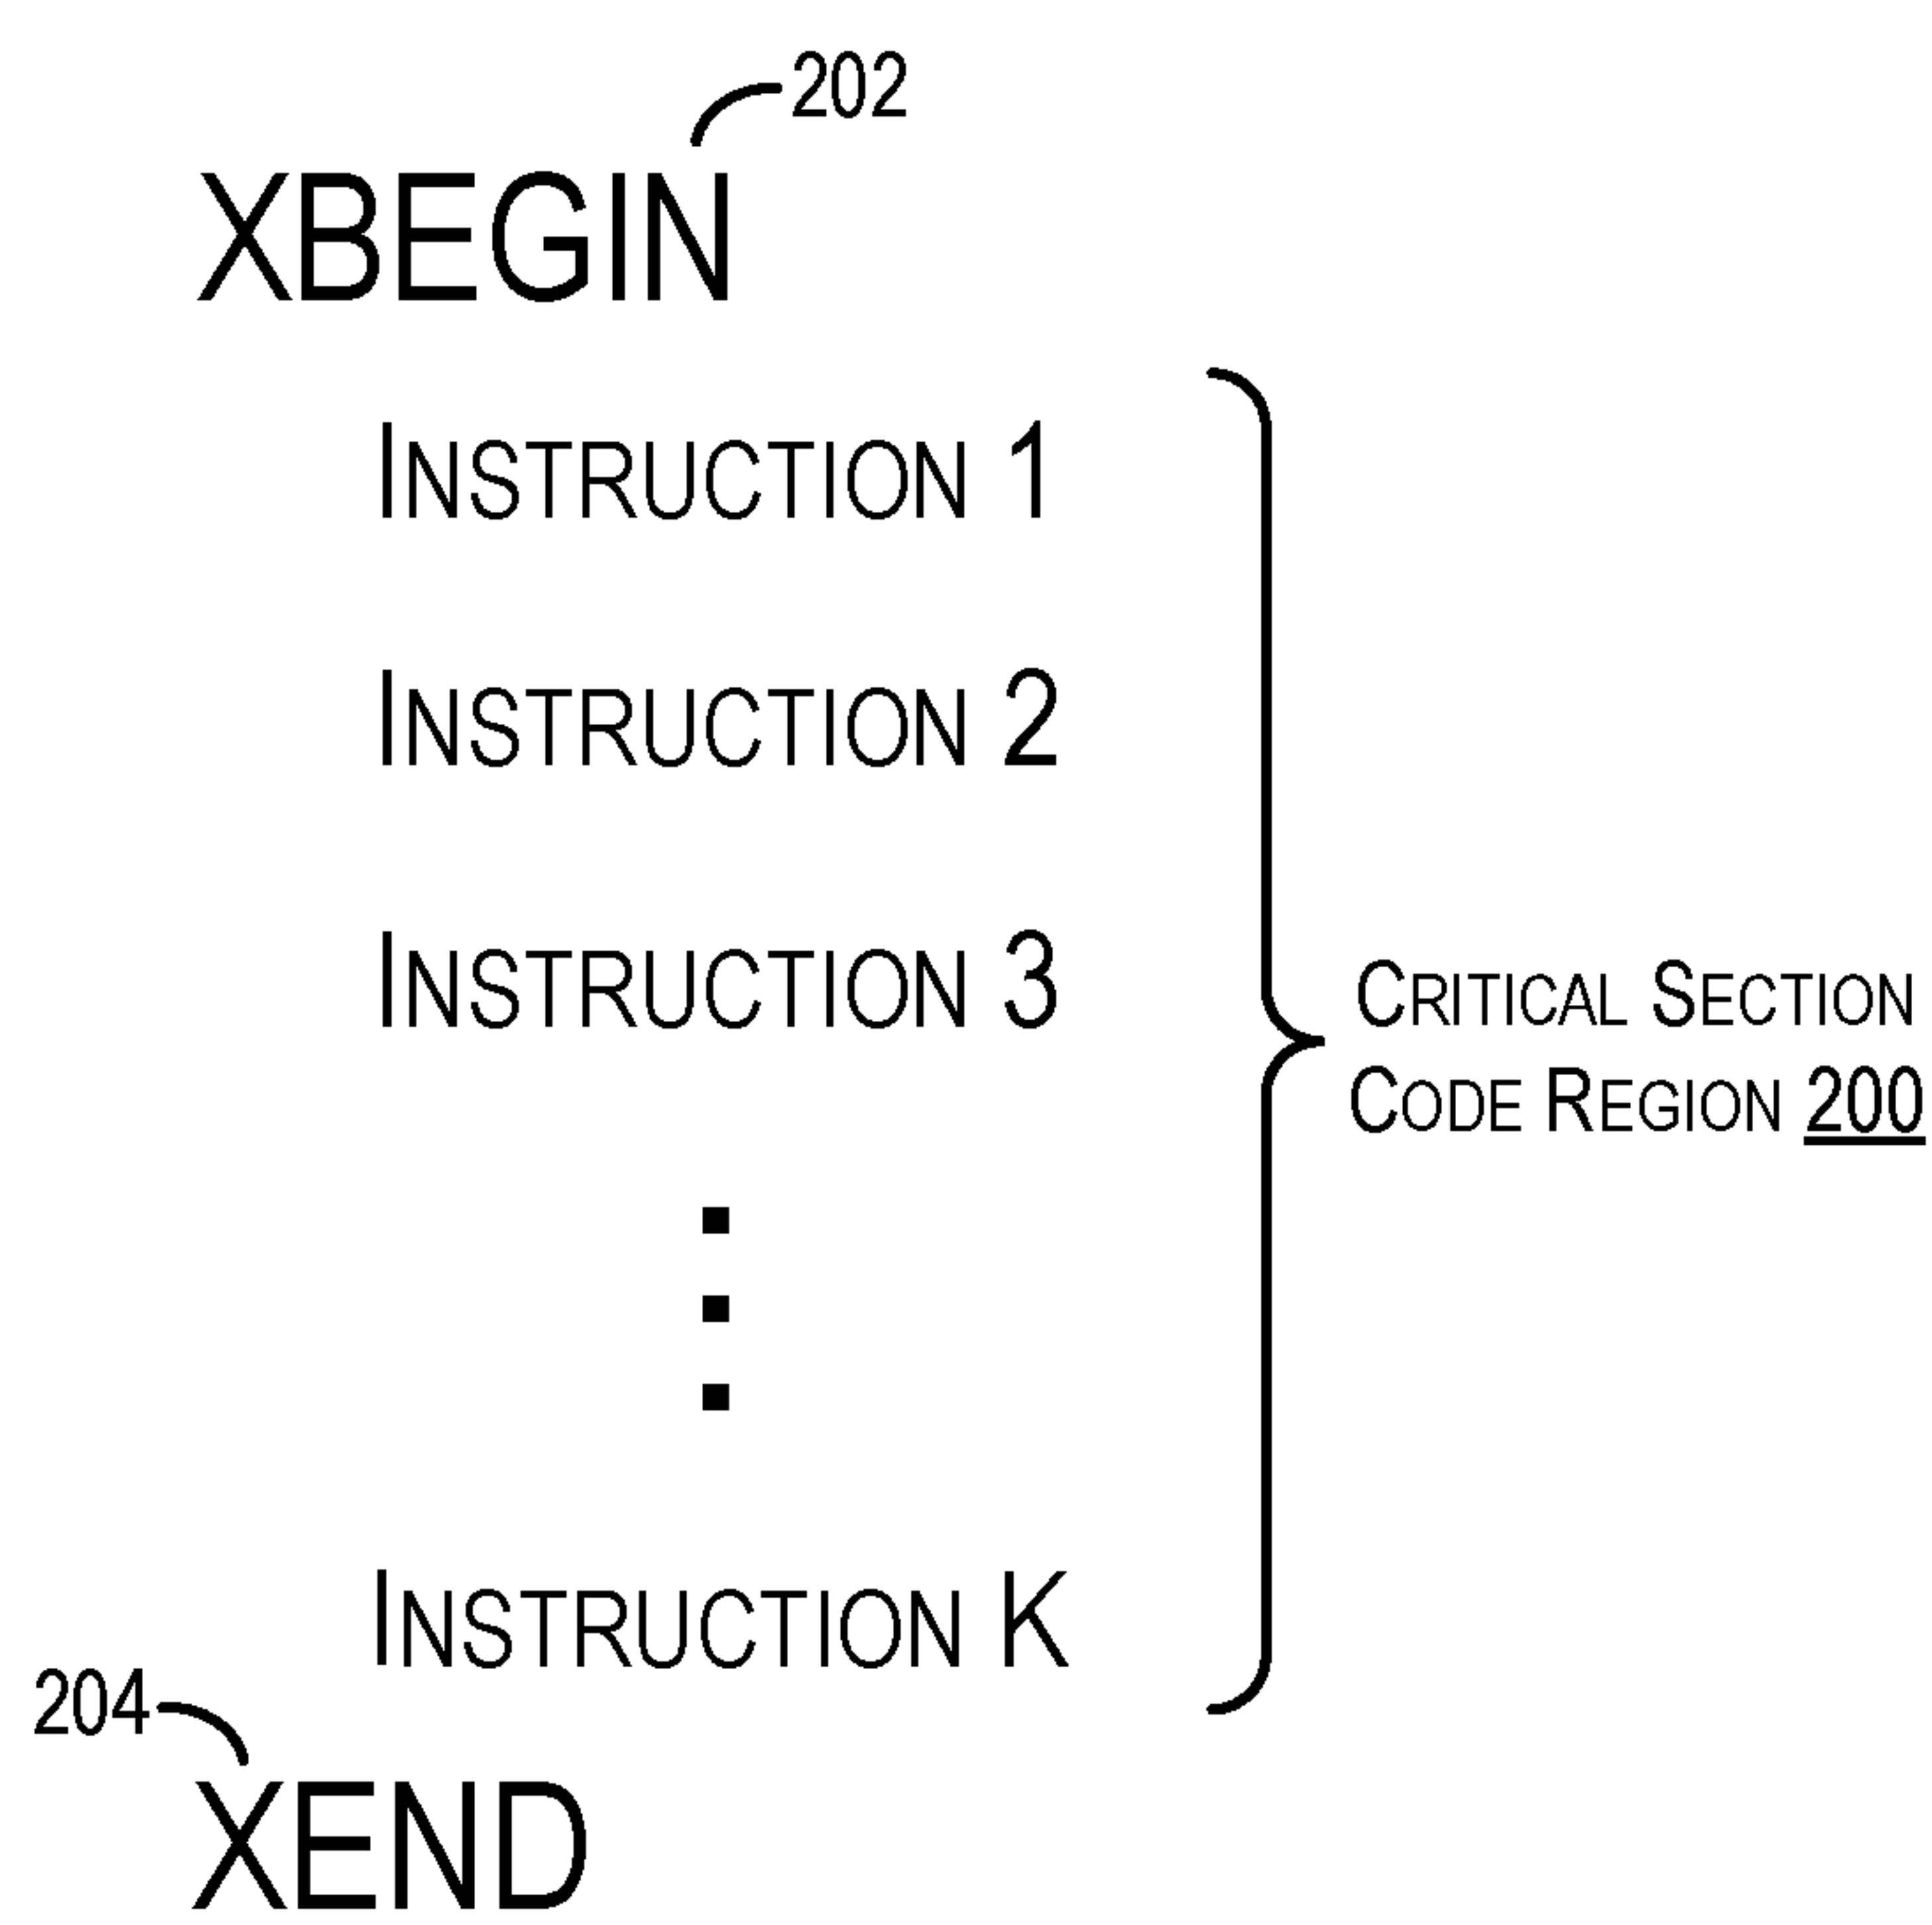 202
XBEGIN
INSTRUCTION 1
INSTRUCTION 2
INSTRUCTION 3
CRITICAL SECTION
CODE REGION 200
INSTRUCTION K
204
XEND